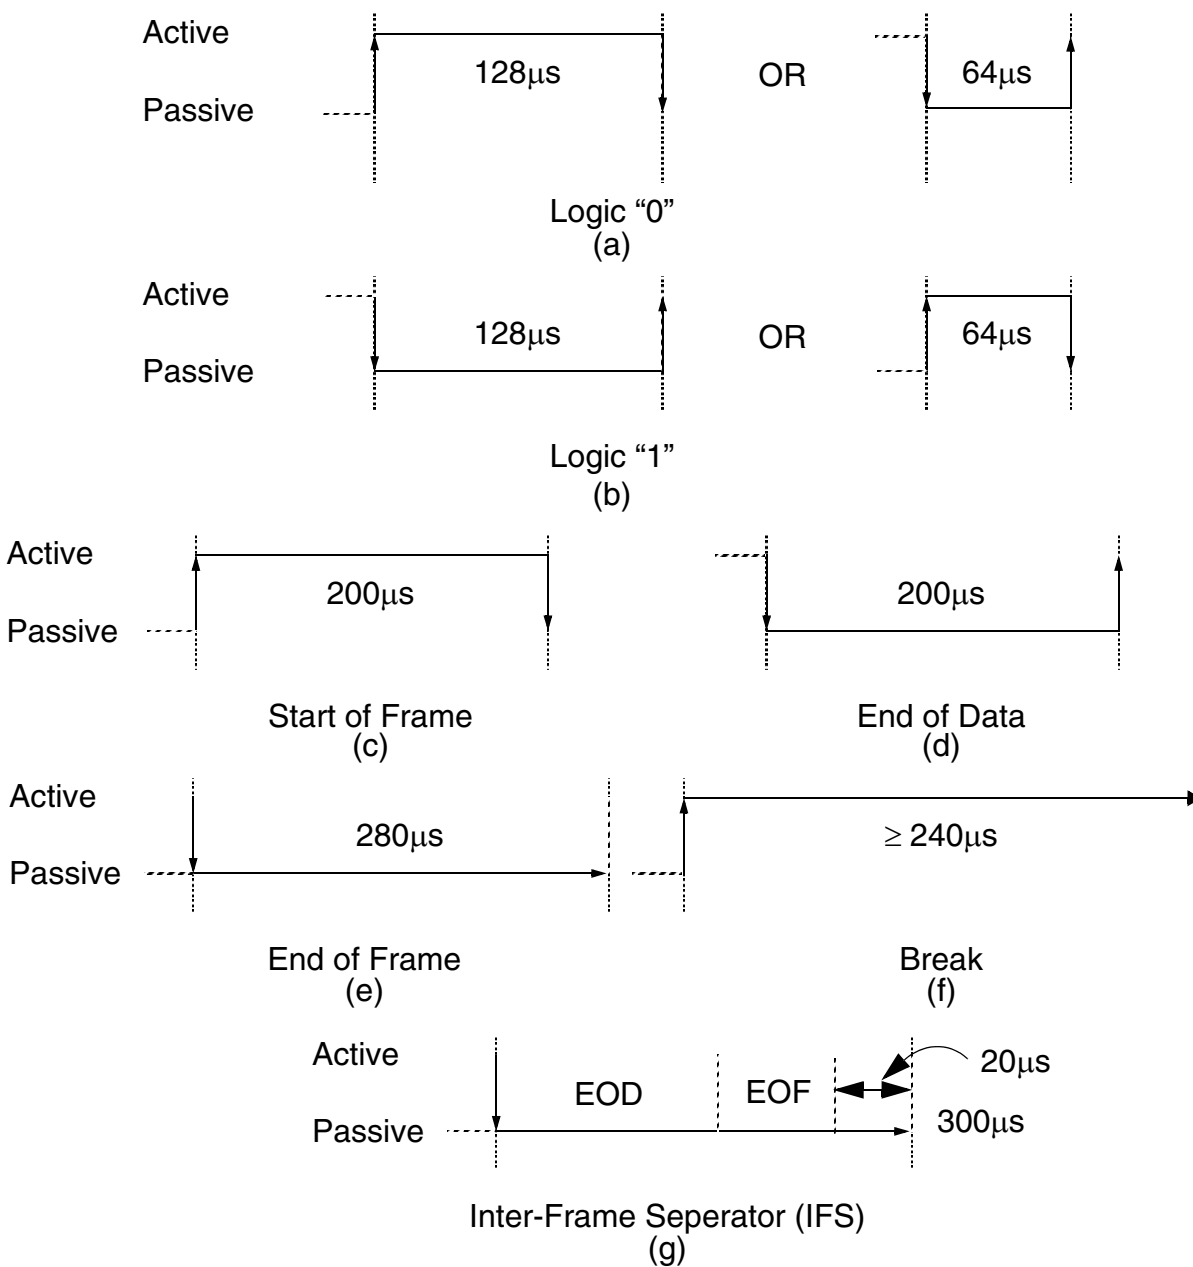 Active
128μs
OR
64μs
Passive
Logic “0”
(a)
Active
128μs
OR
64μs
Passive
Logic “1”
(b)
Active
200μs
200μs
Passive
Start of Frame
End of Data
(c)
(d)
Active
280μs
≥ 240μs
Passive
End of Frame
Break
(e)
(f)
Active
20μs
EOD
EOF
Passive
300μs
Inter-Frame Seperator (IFS)
(g)